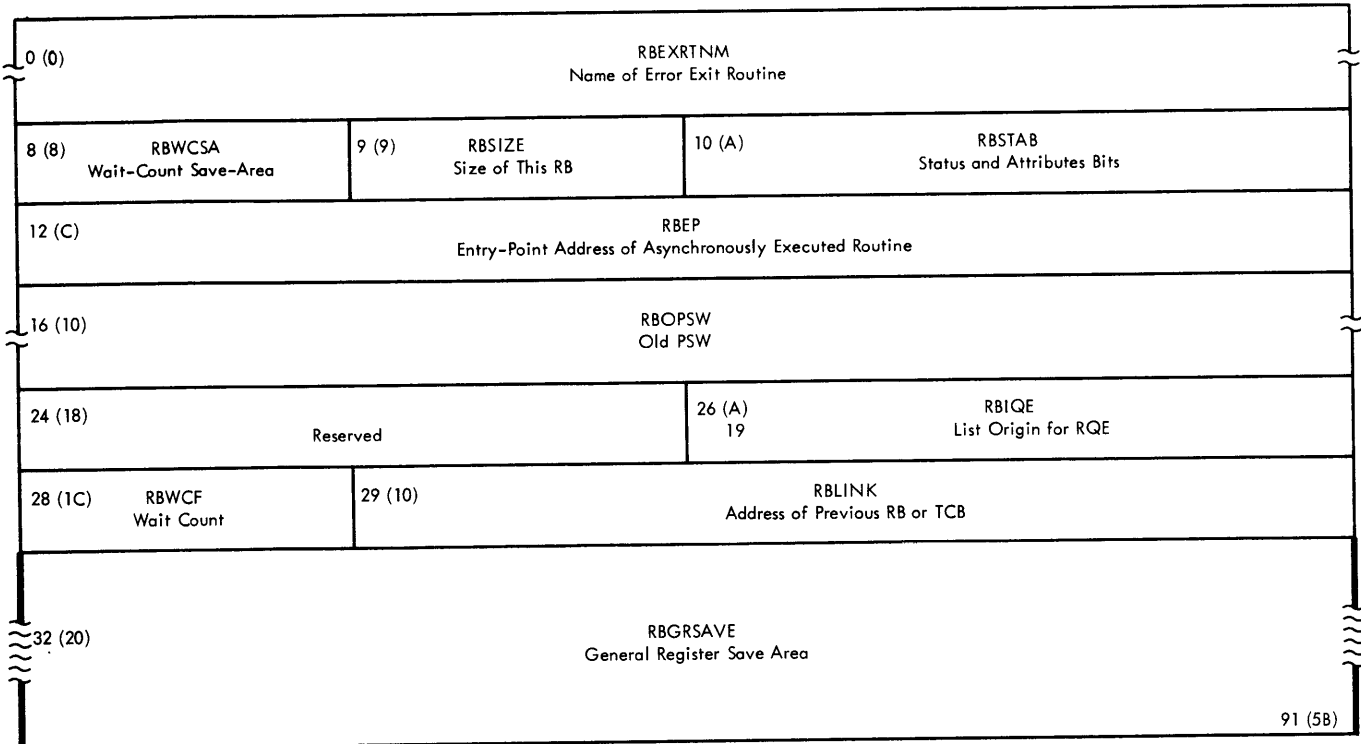 0 (0)
RBEXRTNM
Name of Error Exit Routine
8 (8) RBWCSA
Wait-Count Save-Area
9 (9) RBSIZE
Size of This RB
10 (A) RBSTAB
Status and Attributes Bits
12 (C) RBEP
Entry-Point Address of Asynchronously Executed Routine
16 (10) RBOPSW
Old PSW
24 (18)
Reserved
26 (A) RBIQE
19 List Origin for RQE
28 (1C) RBWCF
Wait Count
29 (10) RBLINK
Address of Previous RB or TCB
32 (20) RBGRSAVE
General Register Save Area
91 (5B)